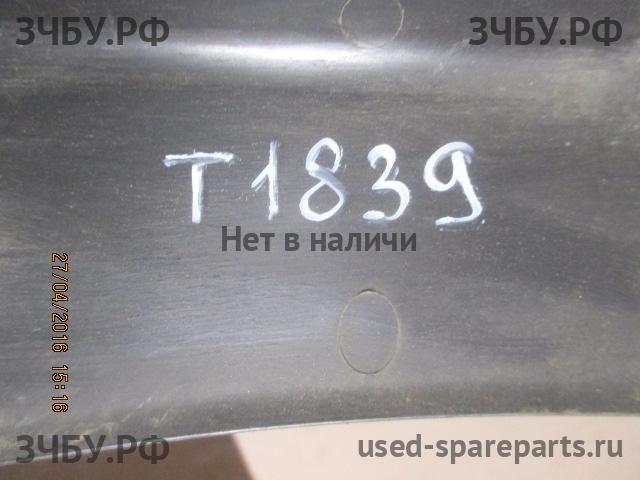 ЗЧБУ.РФ
ЗЧБУ.РФ
T1839
Нет в наличи
27/04/2016 15:16
ЗЧБУ.РФ
used-spareparts.ru